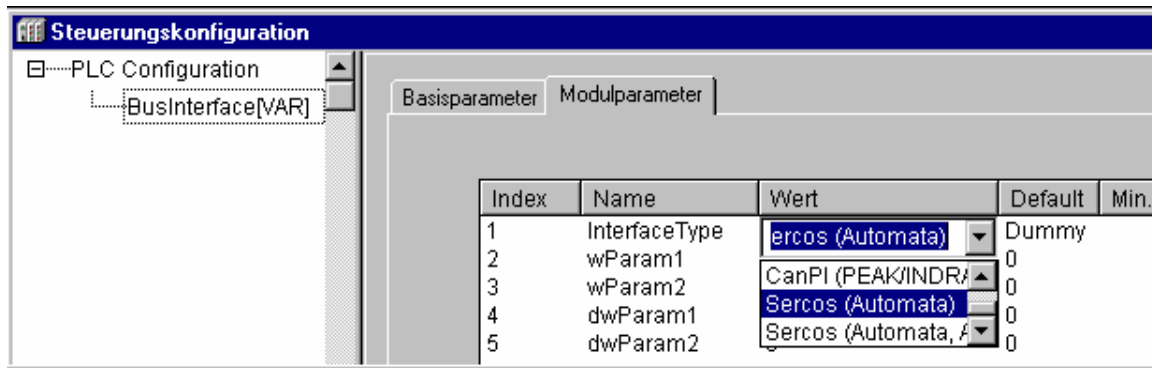 Steuerungskonfiguration
PLC Configuration
BusInterface[VAR]
Basisparameter Modulparameter
Index Name Wert Default Min.
1 InterfaceType ercos (Automata) Dummy
2 wParam1 0
CanPI (PEAK/INDRA
3 wParam2 0
Sercos (Automata)
4 dwParam1 0
Sercos (Automata, A
5 dwParam2 0